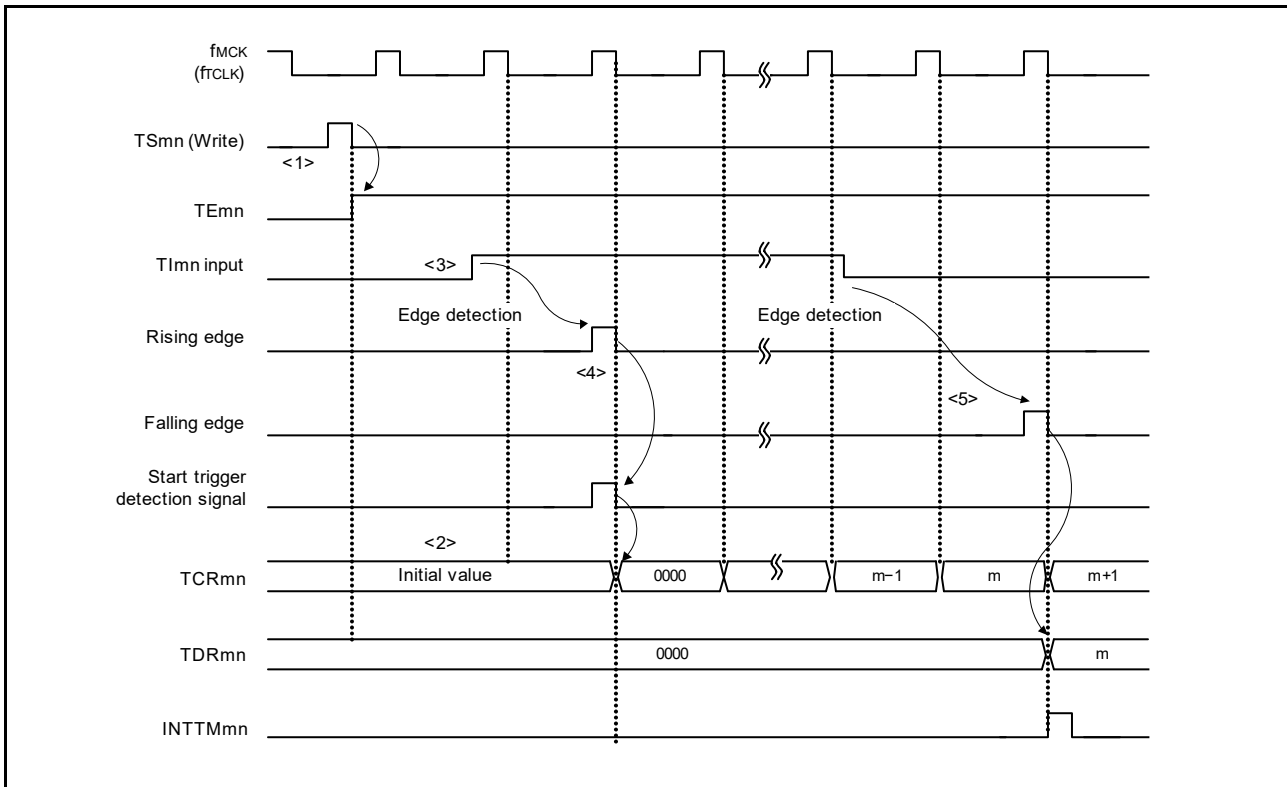 fMCK
(fTCLK)
TSmn (Write)
<1>
TEmn
TImn input
<3>
Edge detection
Edge detection
Rising edge
<4>
<5>
Falling edge
Start trigger
detection signal
<2>
TCRmn
Initial value
0000
m−1
m
m+1
TDRmn
0000
m
INTTMmn